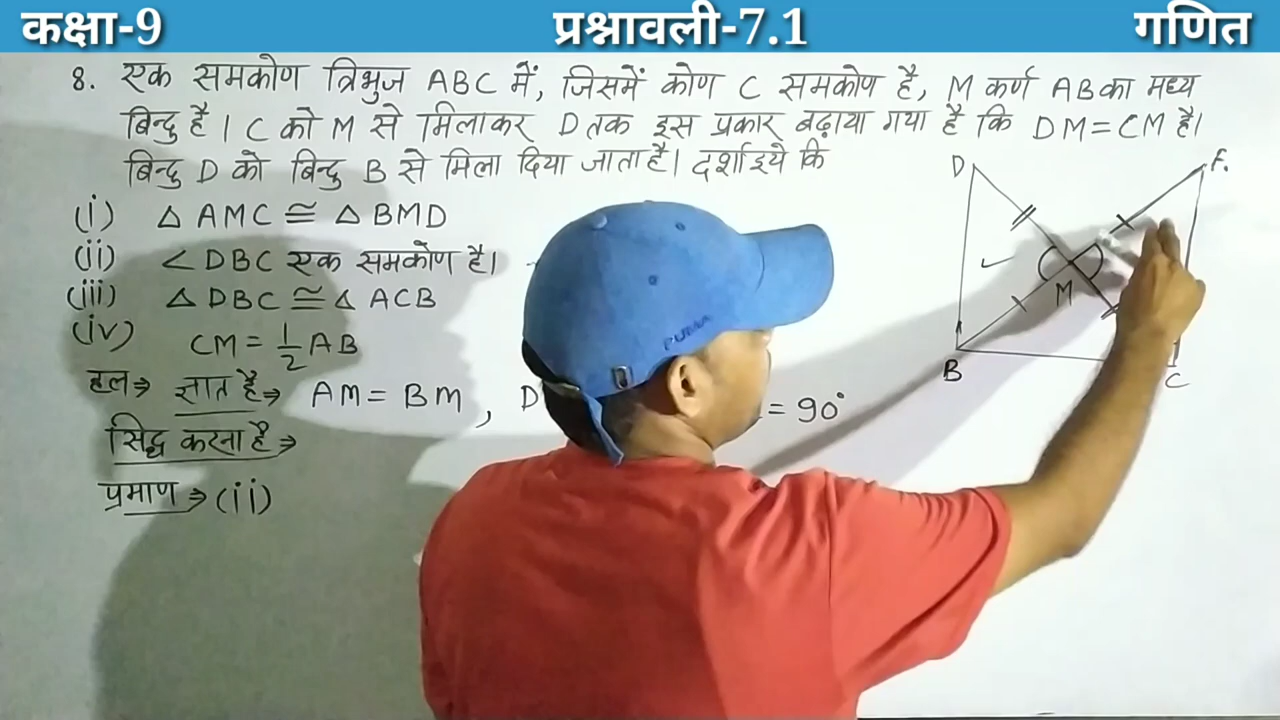 कक्षा-9 प्रश्नावली-7.1 गणित
8. एक समकोण त्रिभुज ABC में, जिसमें कोण C समकोण है, M कर्ण AB का मध्य
बिन्दु है। C को M से मिलाकर D तक इस प्रकार बढ़ाया गया है कि DM=CM है।
बिन्दु D को बिन्दु B से मिला दिया जाता है। दर्शाइये कि
(i) △ AMC ≅ △ BMD
(ii) <DBC एक समकोण है।
(iii) △ DBC ≅ △ ACB
(iv) CM = 1/2 AB
हल⇒ ज्ञात है⇒ AM = BM , D = 90°
सिद्ध करना है⇒
प्रमाण ⇒ (ii)
D
M
B
C
PUMA